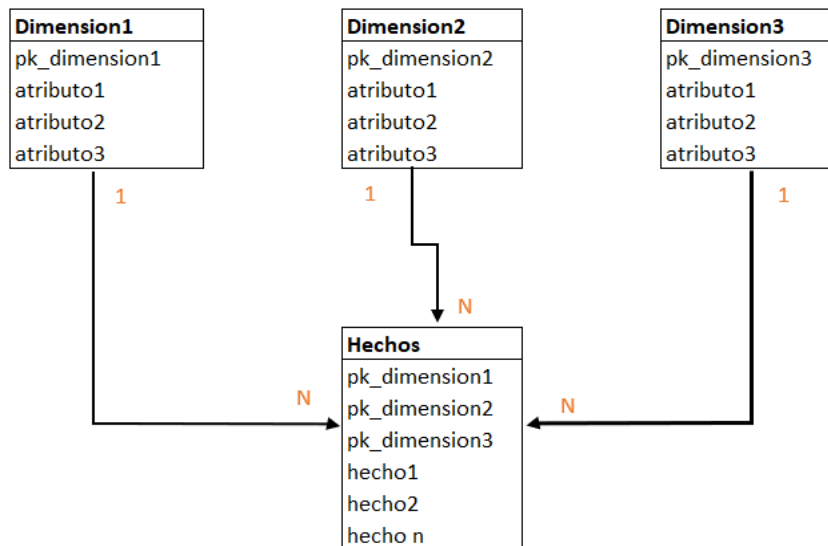 Dimension1
pk_dimension1
atributo1
atributo2
atributo3
Dimension2
pk_dimension2
atributo1
atributo2
atributo3
Dimension3
pk_dimension3
atributo1
atributo2
atributo3
1
1
1
N
N
N
Hechos
pk_dimension1
pk_dimension2
pk_dimension3
hecho1
hecho2
hecho n